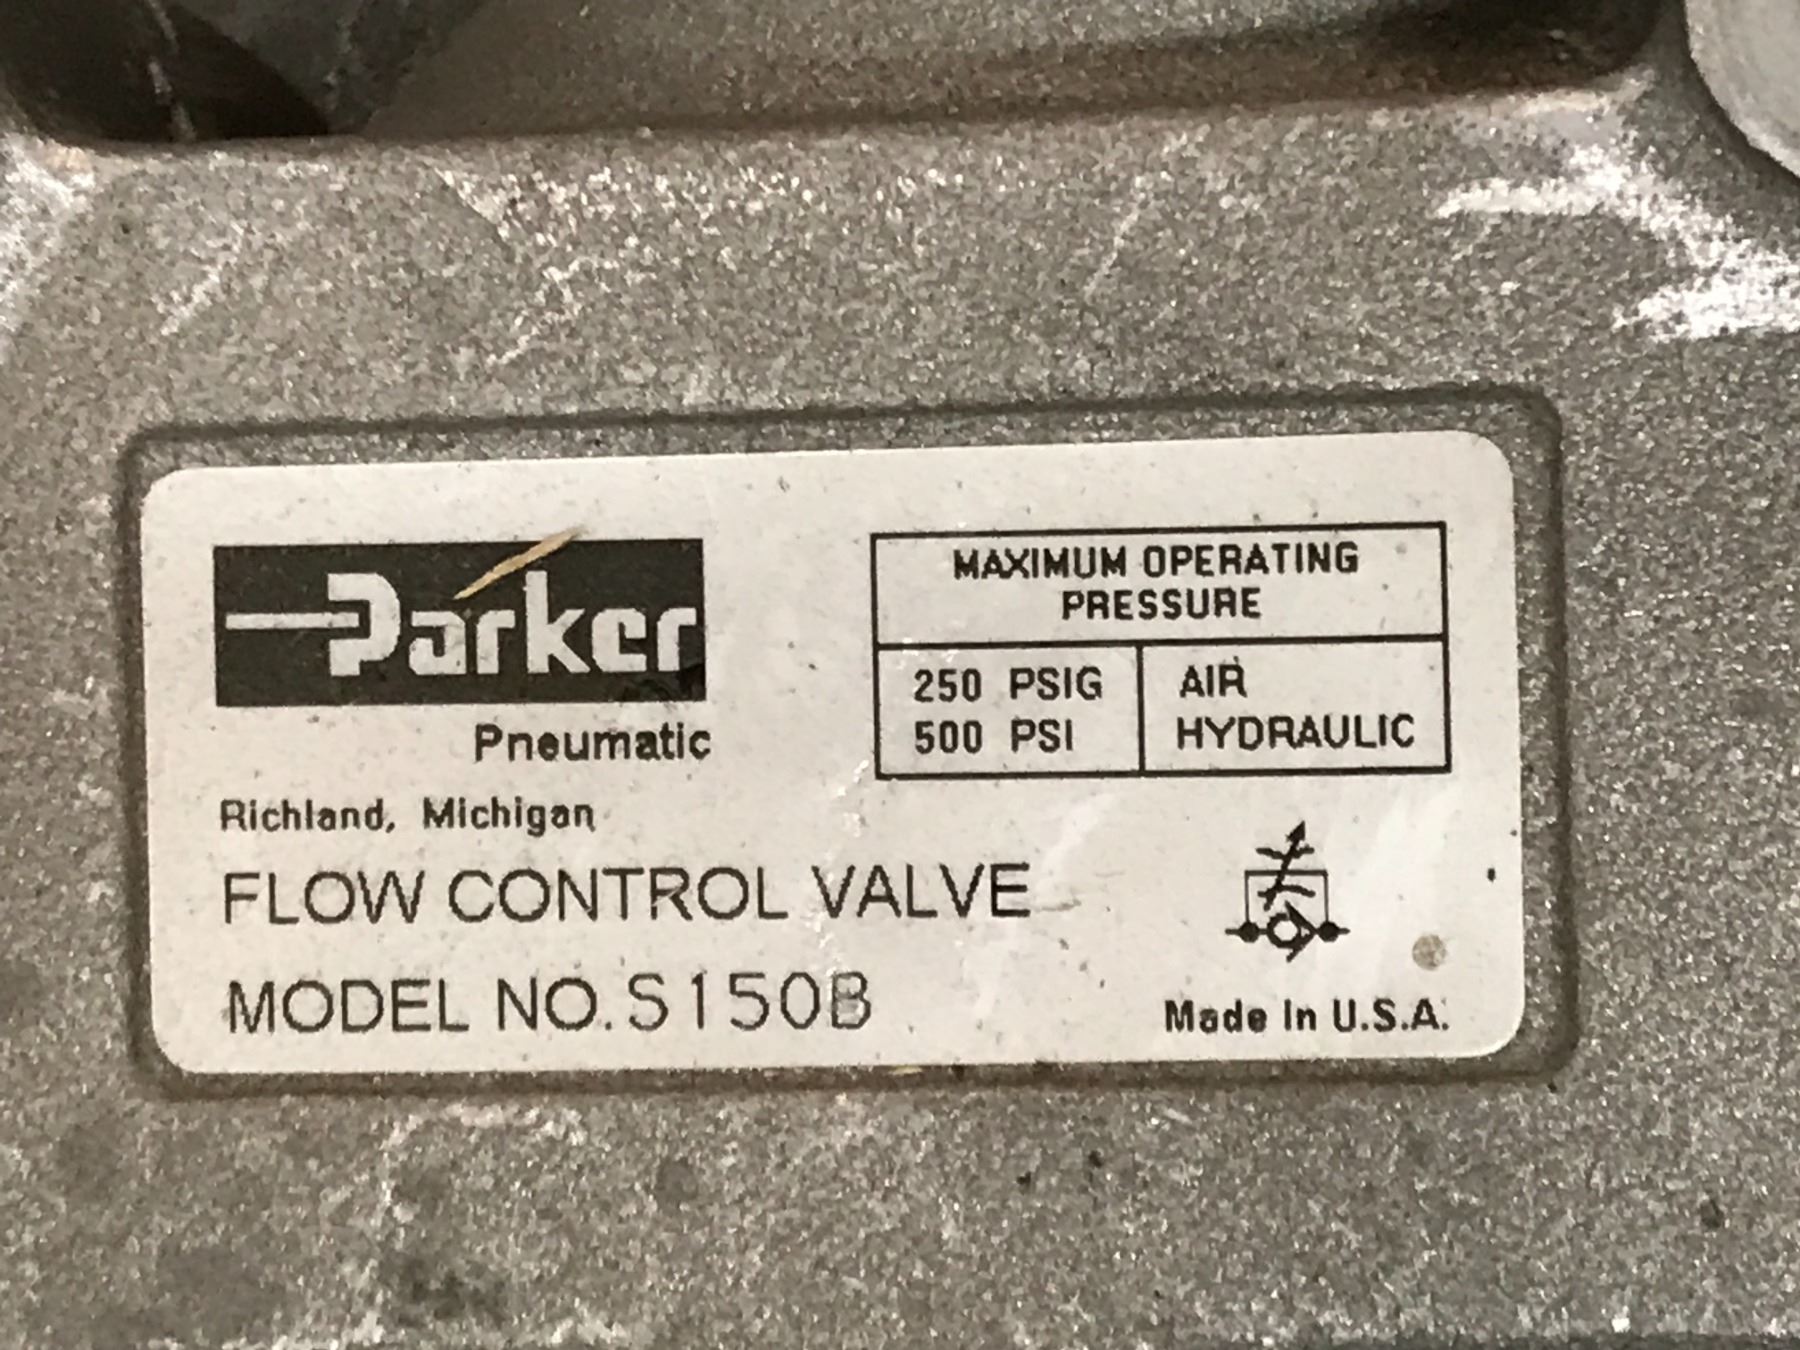 Parker
Pneumatic
Richland, Michigan
FLOW CONTROL VALVE
MODEL NO. S150B
MAXIMUM OPERATING
PRESSURE
250 PSIG AIR
500 PSI HYDRAULIC
Made In U.S.A.